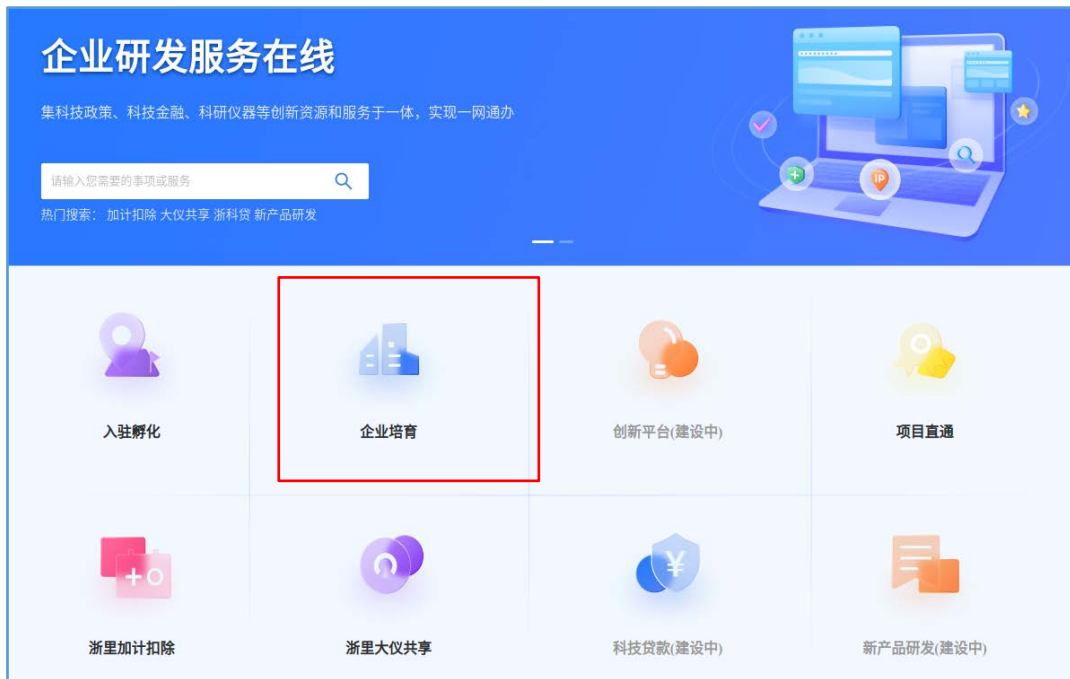 企业研发服务在线
集科技政策、科技金融、科研仪器等创新资源和服务于一体，实现一网通办
请输入您需要的事项或服务
热门搜索： 加计扣除 大仪共享 浙科贷 新产品研发
IP
入驻孵化
企业培育
创新平台(建设中)
项目直通
¥
浙里加计扣除
浙里大仪共享
科技贷款(建设中)
新产品研发(建设中)